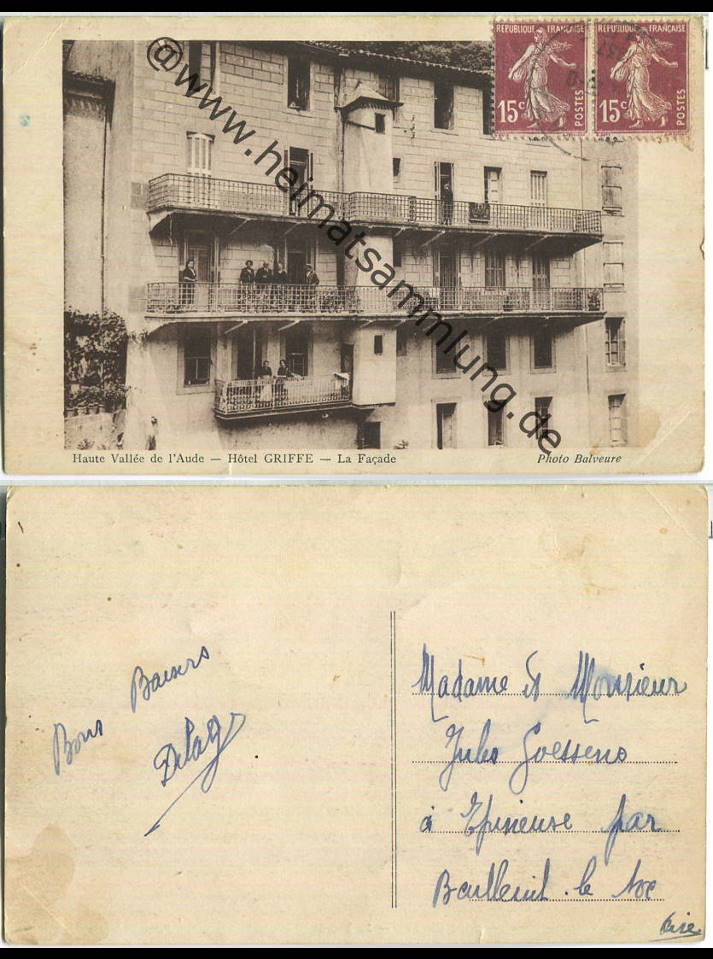 REPUBLIQUE FRANÇAISE REPUBLIQUE FRANÇAISE
15c POSTES 15c POSTES
@www.heimatsammlung.de
Haute Vallée de l'Aude — Hôtel GRIFFE — La Façade Photo Balveure
Bons Baisers
Madame et Monsieur
Jules Goessens
à Epineuse par
Bailleul le Soc
Oise